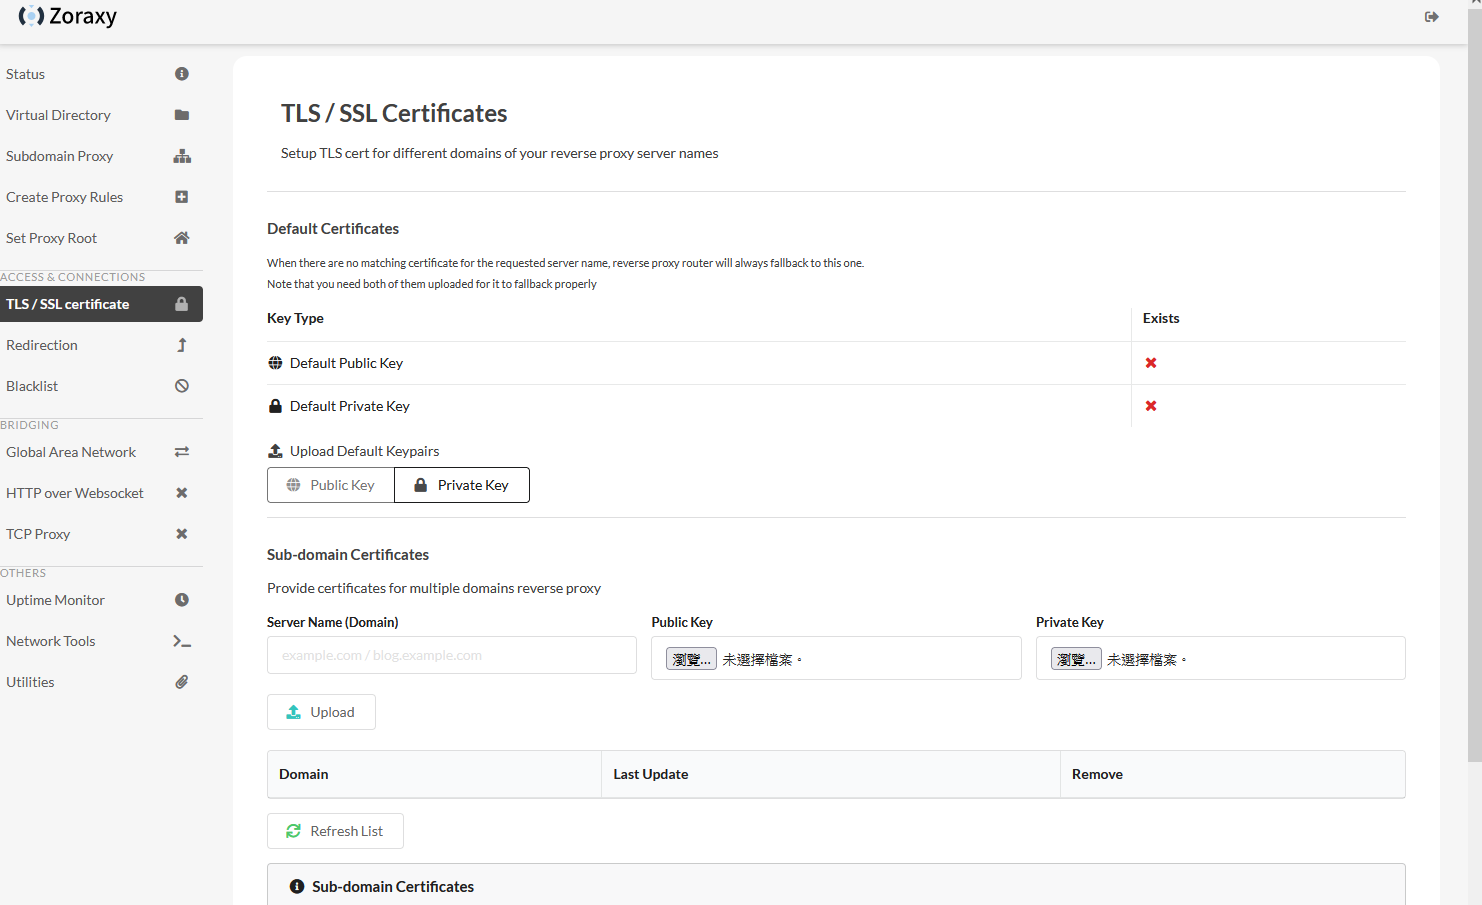 Zoraxy
Status
Virtual Directory
Subdomain Proxy
Create Proxy Rules
Set Proxy Root
ACCESS & CONNECTIONS
TLS / SSL certificate
Redirection
Blacklist
BRIDGING
Global Area Network
HTTP over Websocket
TCP Proxy
OTHERS
Uptime Monitor
Network Tools
Utilities
TLS / SSL Certificates
Setup TLS cert for different domains of your reverse proxy server names
Default Certificates
When there are no matching certificate for the requested server name, reverse proxy router will always fallback to this one.
Note that you need both of them uploaded for it to fallback properly
Key Type Exists
Default Public Key
Default Private Key
Upload Default Keypairs
Public Key Private Key
Sub-domain Certificates
Provide certificates for multiple domains reverse proxy
Server Name (Domain) Public Key Private Key
example.com / blog.example.com 瀏覽... 未選擇檔案。 瀏覽... 未選擇檔案。
Upload
Domain Last Update Remove
Refresh List
Sub-domain Certificates